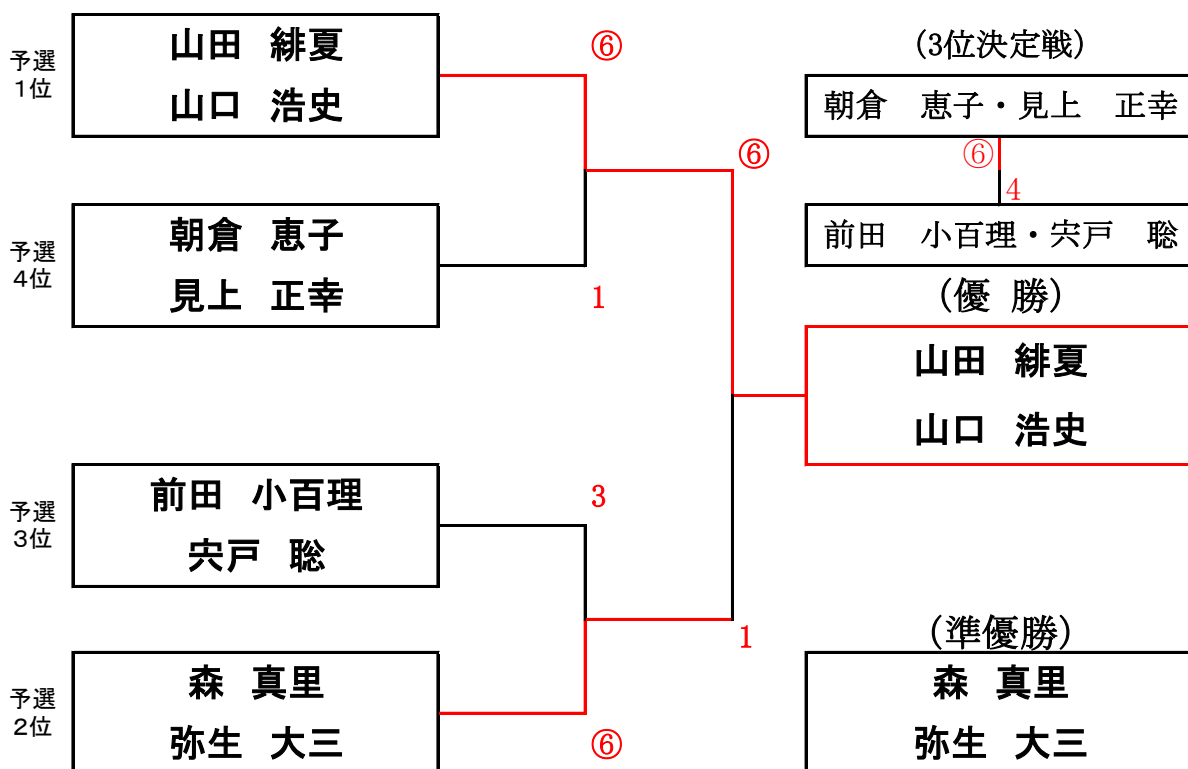 予選
1位
山田　緋夏
山口　浩史
⑥
予選
4位
朝倉　恵子
見上　正幸
1
⑥
予選
3位
前田　小百理
宍戸　聡
3
予選
2位
森　真里
弥生　大三
⑥
1
(3位決定戦)
朝倉　恵子・見上　正幸
⑥
4
前田　小百理・宍戸　聡
(優 勝)
山田　緋夏
山口　浩史
(準優勝)
森　真里
弥生　大三